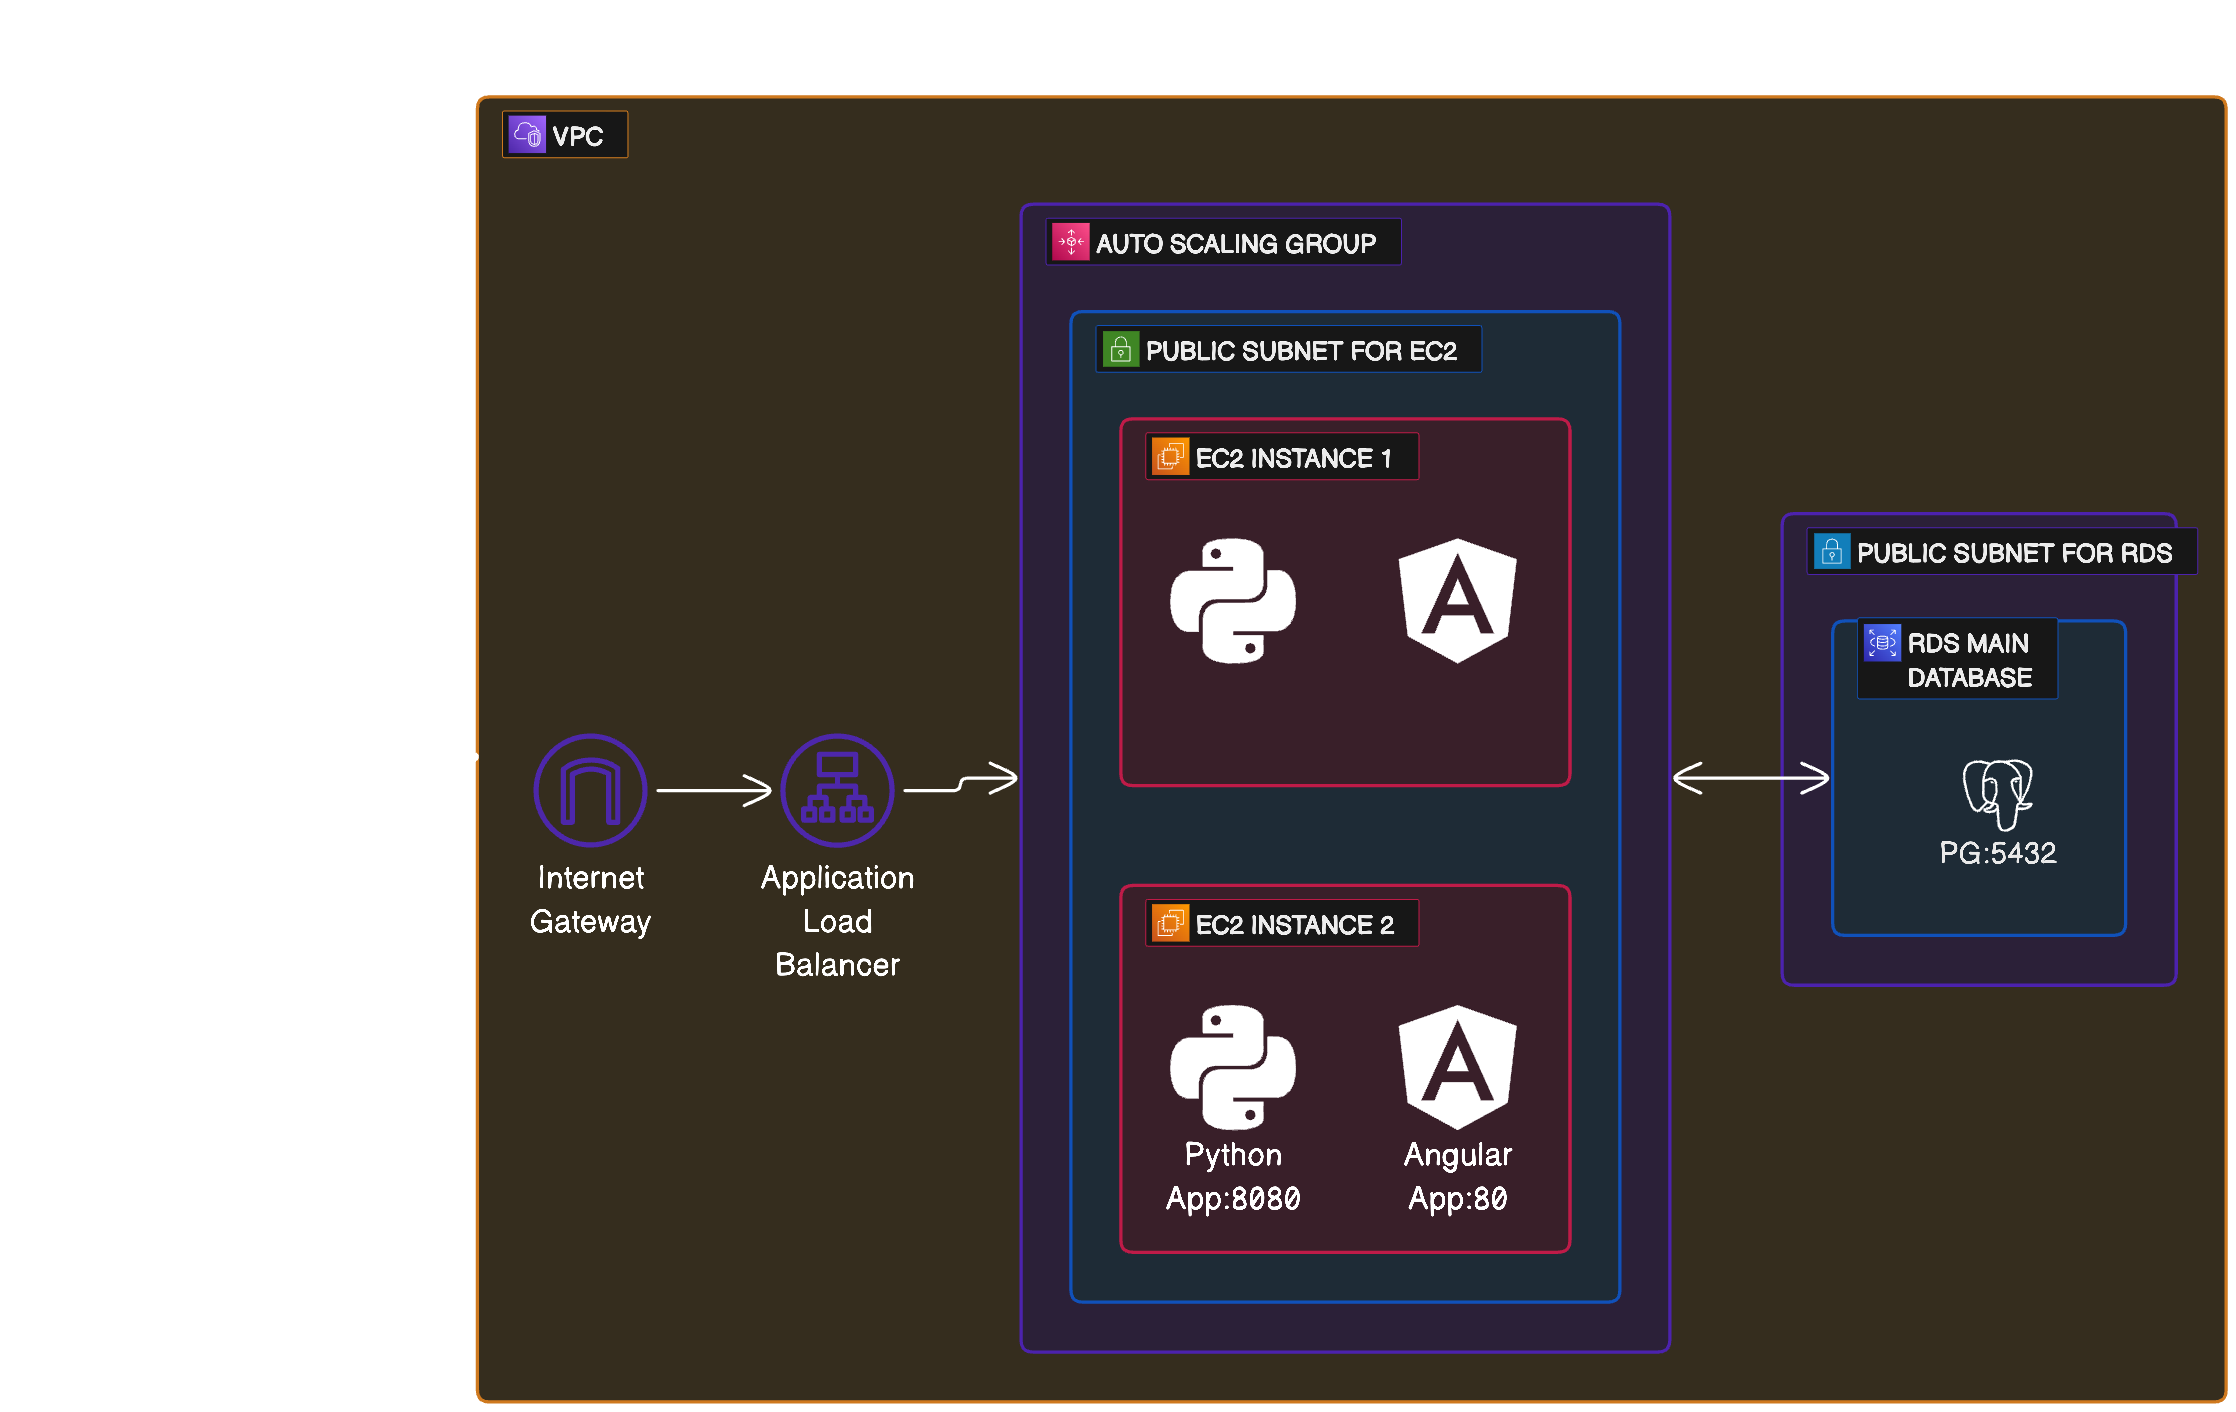 VPC
AUTO SCALING GROUP
PUBLIC SUBNET FOR EC2
EC2 INSTANCE 1
PUBLIC SUBNET FOR RDS
RDS MAIN
DATABASE
PG:5432
Internet
Gateway
Application
Load
Balancer
EC2 INSTANCE 2
Python
App:8080
Angular
App:80